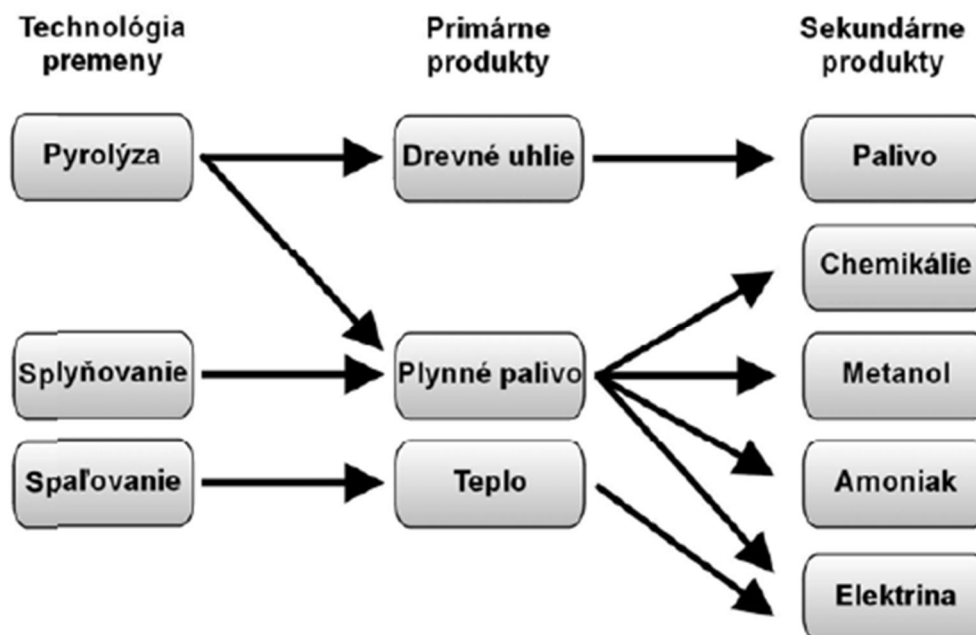 Technológia
premeny
Primárne
produkty
Sekundárne
produkty
Pyrolýza
Drevné uhlie
Palivo
Chemikálie
Splyňovanie
Plynné palivo
Metanol
Spaľovanie
Teplo
Amoniak
Elektrina